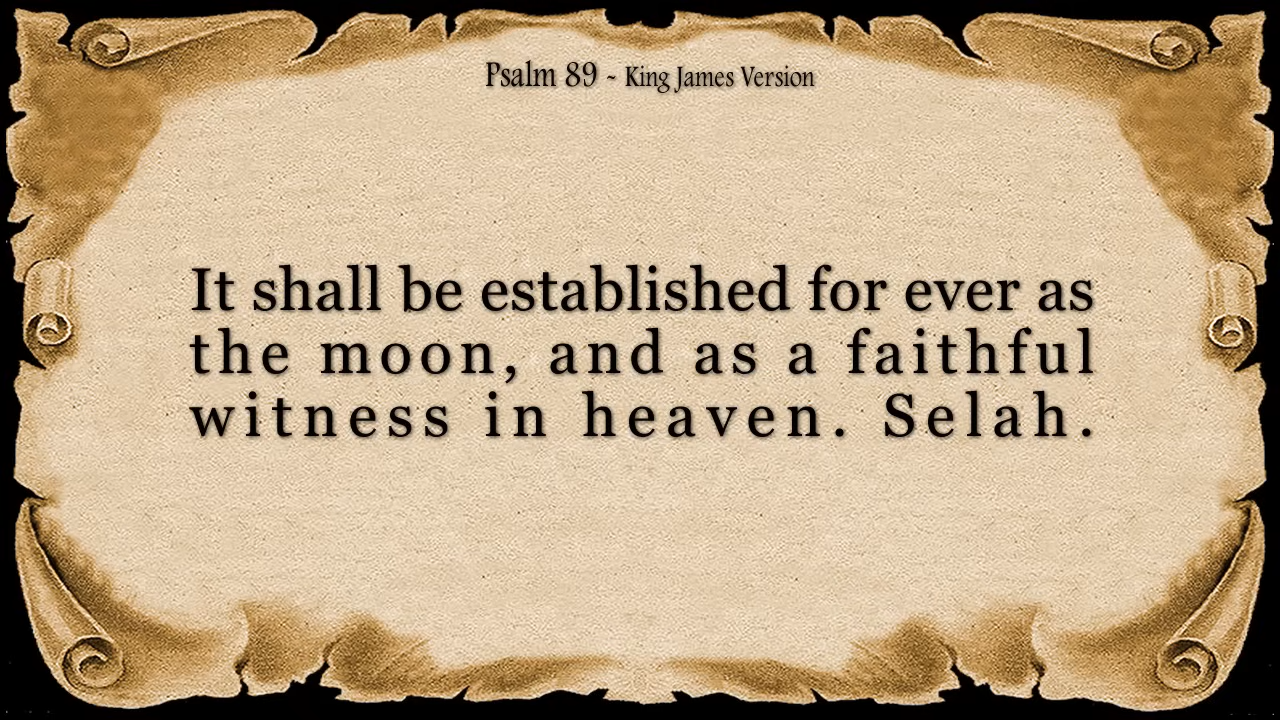 Psalm 89 - King James Version
It shall be established for ever as
the moon, and as a faithful
witness in heaven. Selah.